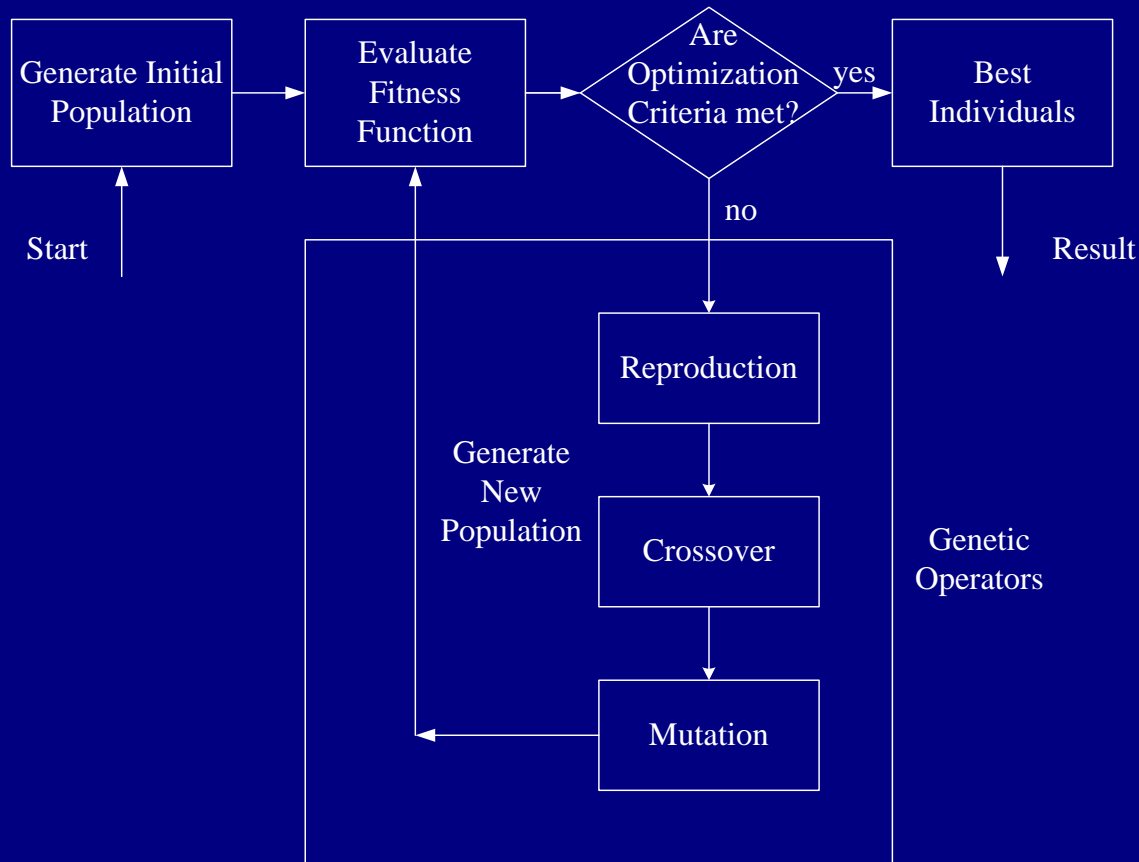 Generate Initial
Population
Evaluate
Fitness
Function
Are
Optimization
Criteria met?
yes
Best
Individuals
no
Start
Result
Reproduction
Generate
New
Population
Crossover
Genetic
Operators
Mutation